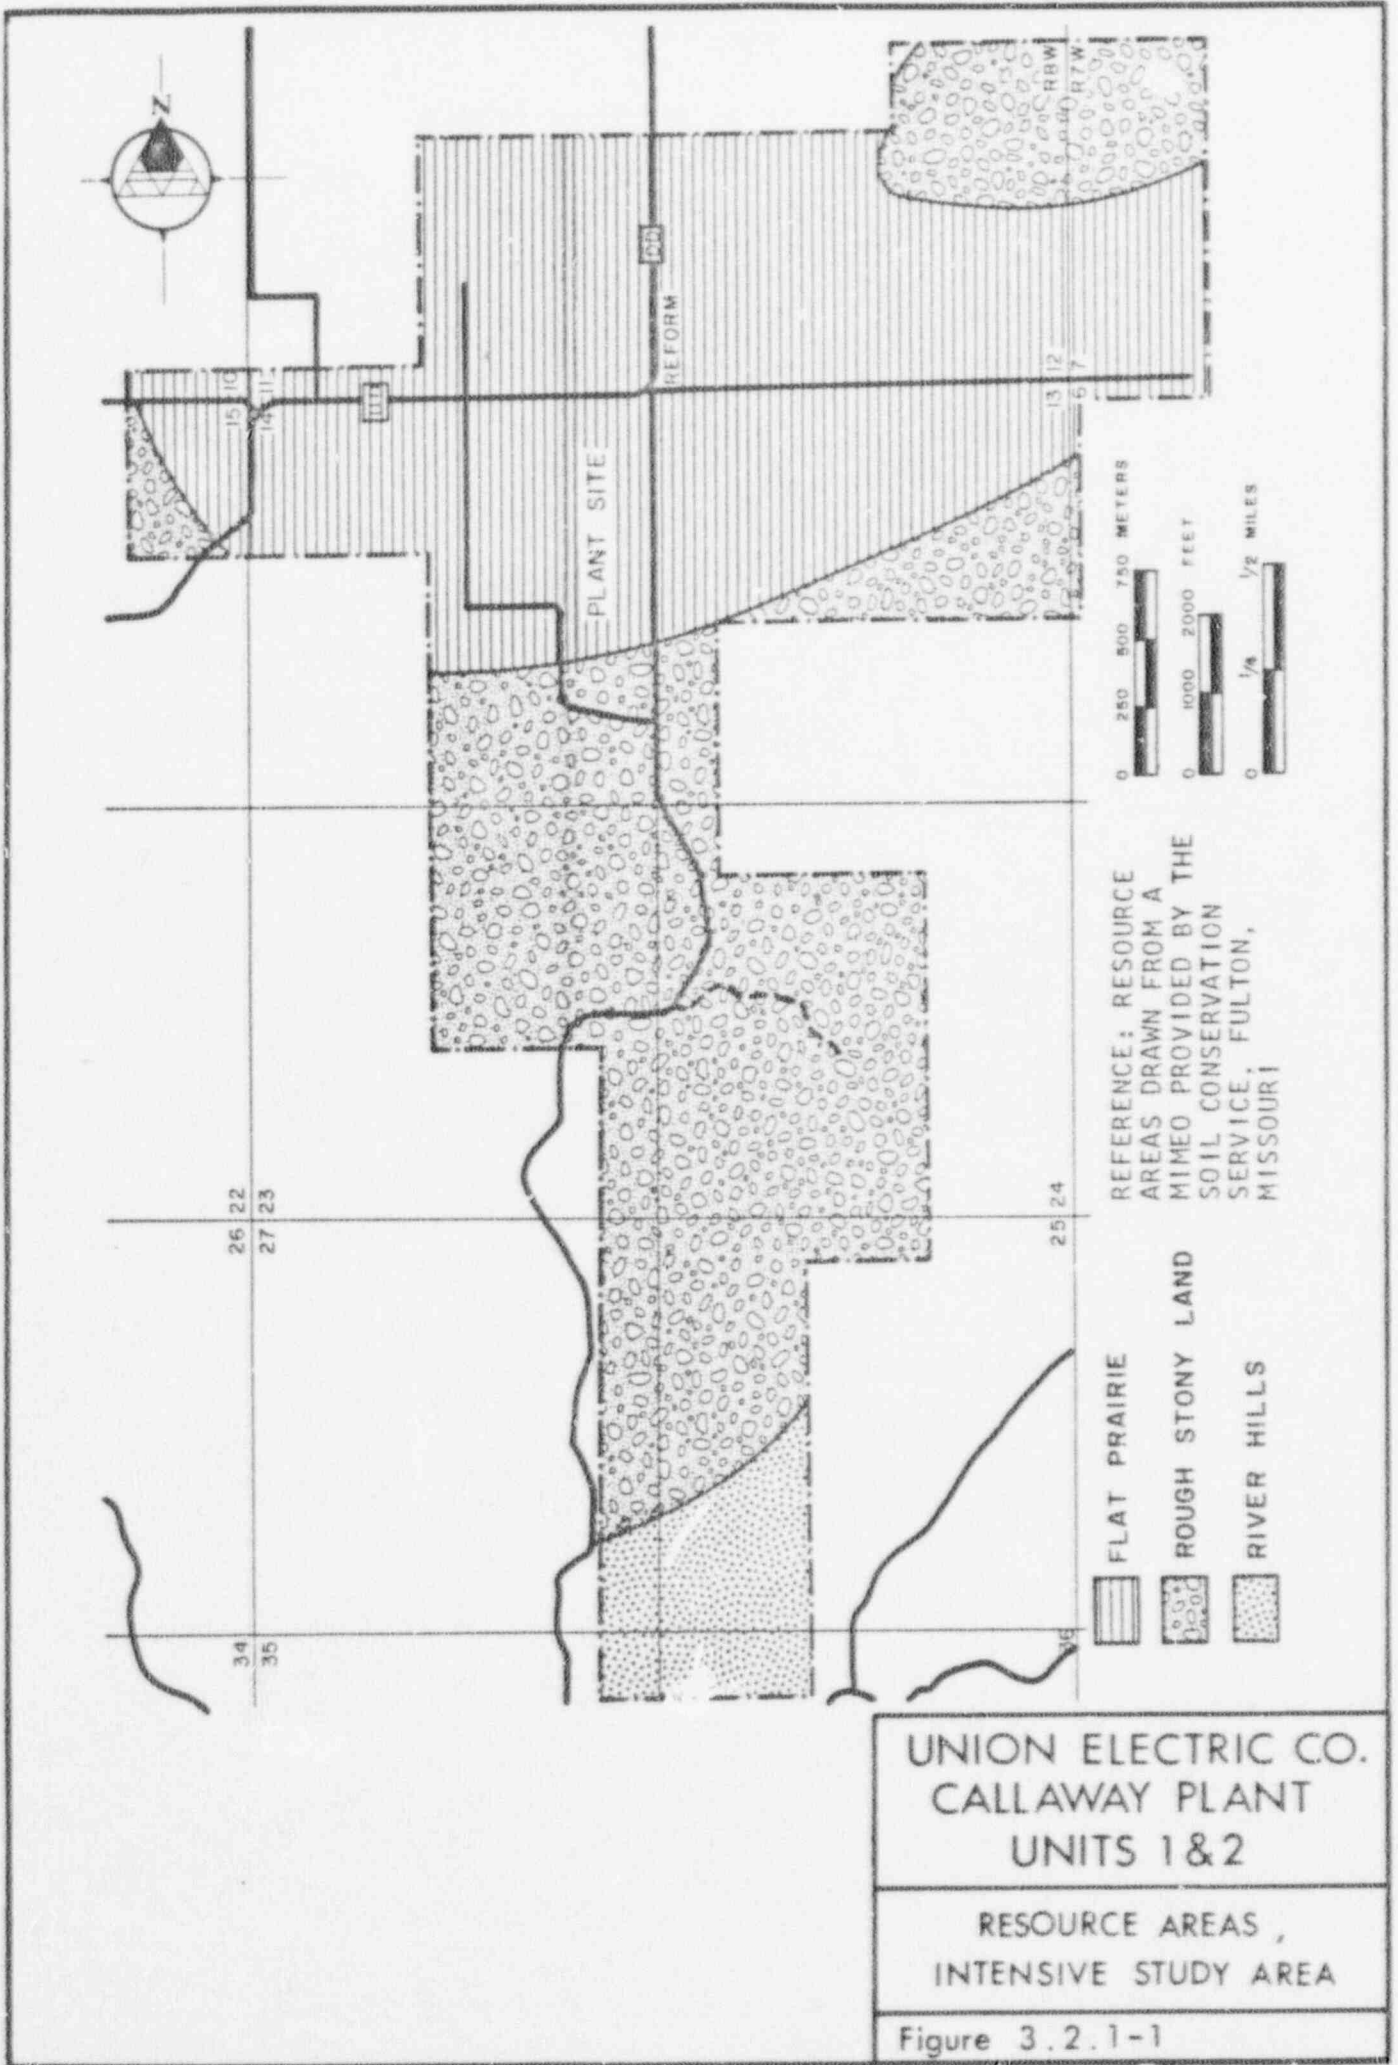 N
R8W
R7W
DD
REFORM
15 10
14 11
13 12
6 7
PLANT SITE
0 250 500 750 METERS
0 1000 2000 FEET
0 1/4 1/2 MILES
26 22
27 23
25 24
34
35
36
REFERENCE: RESOURCE
AREAS DRAWN FROM A
MIMEO PROVIDED BY THE
SOIL CONSERVATION
SERVICE, FULTON,
MISSOURI
FLAT PRAIRIE
ROUGH STONY LAND
RIVER HILLS
UNION ELECTRIC CO.
CALLAWAY PLANT
UNITS 1&2
RESOURCE AREAS,
INTENSIVE STUDY AREA
Figure 3.2.1-1